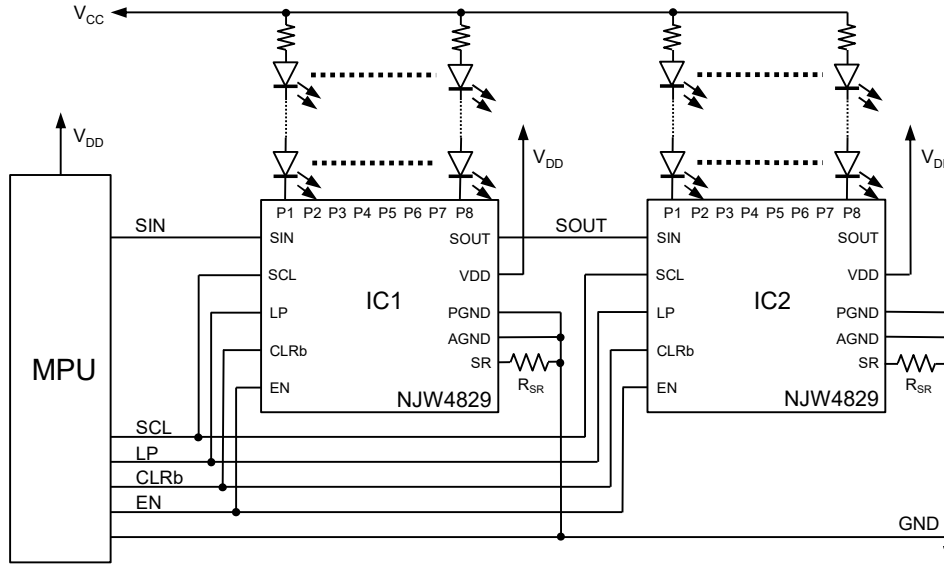 VCC
VDD
VDD
P1 P2 P3 P4 P5 P6 P7 P8
P1 P2 P3 P4 P5 P6 P7 P8
SIN
SIN
SOUT
SOUT
SIN
SOUT
SCL
VDD
SCL
VDD
LP
IC1
PGND
LP
IC2
PGND
AGND
AGND
MPU
CLRb
SR
CLRb
SR
EN
RSR
EN
RSR
NJW4829
NJW4829
SCL
LP
CLRb
EN
GND